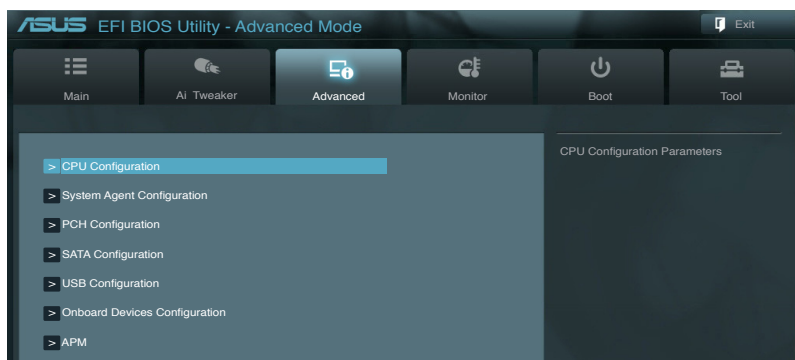 ASUS EFI BIOS Utility - Advanced Mode
Exit
Main
Ai Tweaker
Advanced
Monitor
Boot
Tool
> CPU Configuration
> System Agent Configuration
> PCH Configuration
> SATA Configuration
> USB Configuration
> Onboard Devices Configuration
> APM
CPU Configuration Parameters